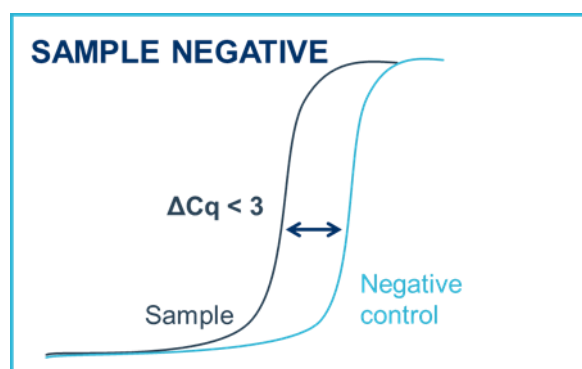 SAMPLE NEGATIVE
ΔCq < 3
Sample
Negative
control